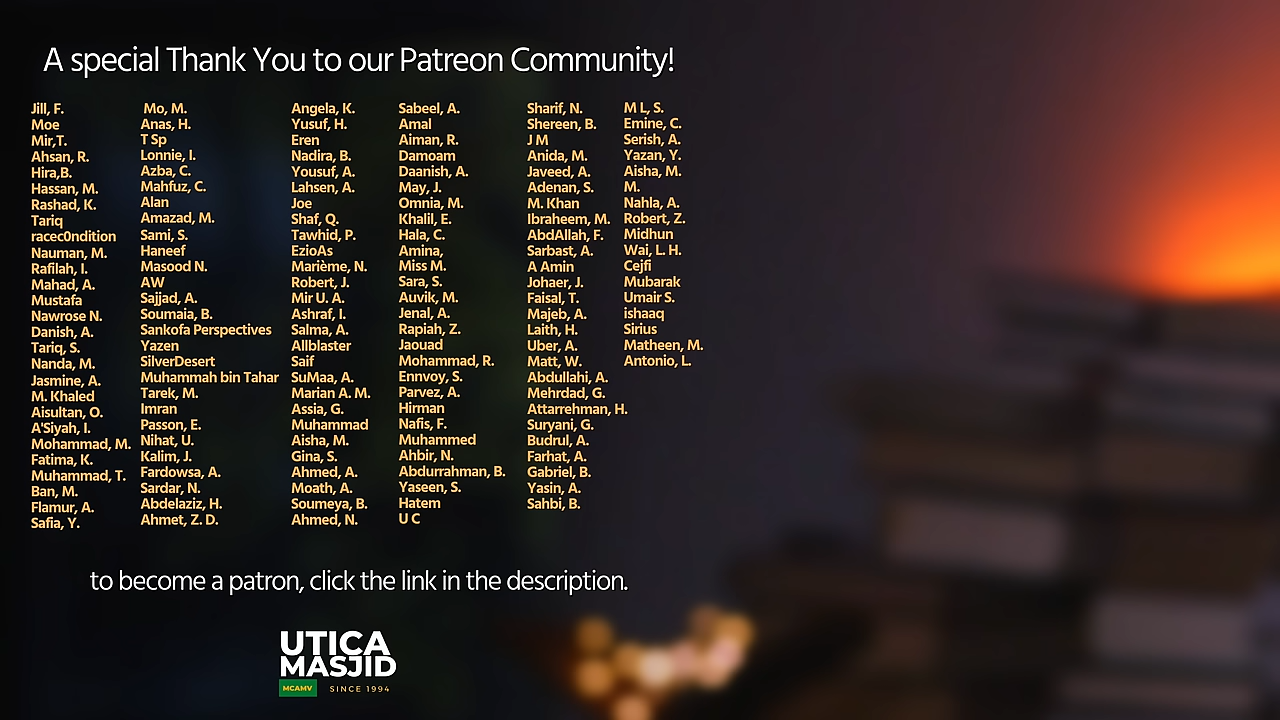 A special Thank You to our Patreon Community!
Jill, F.
Moe
Mir,T.
Ahsan, R.
Hira,B.
Hassan, M.
Rashad, K.
Tariq
racec0ndition
Nauman, M.
Rafilah, I.
Mahad, A.
Mustafa
Nawrose N.
Danish, A.
Tariq, S.
Nanda, M.
Jasmine, A.
M. Khaled
Aisultan, O.
A'Siyah, I.
Mohammad, M.
Fatima, K.
Muhammad, T.
Ban, M.
Flamur, A.
Safia, Y.
Mo, M.
Anas, H.
T Sp
Lonnie, I.
Azba, C.
Mahfuz, C.
Alan
Amazad, M.
Sami, S.
Haneef
Masood N.
AW
Sajjad, A.
Soumaia, B.
Sankofa Perspectives
Yazen
SilverDesert
Muhammah bin Tahar
Tarek, M.
Imran
Passon, E.
Nihat, U.
Kalim, J.
Fardowsa, A.
Sardar, N.
Abdelaziz, H.
Ahmet, Z. D.
Angela, K.
Yusuf, H.
Eren
Nadira, B.
Yousuf, A.
Lahsen, A.
Joe
Shaf, Q.
Tawhid, P.
EzioAs
Marième, N.
Robert, J.
Mir U. A.
Ashraf, I.
Salma, A.
Allblaster
Saif
SuMaa, A.
Marian A. M.
Assia, G.
Muhammad
Aisha, M.
Gina, S.
Ahmed, A.
Moath, A.
Soumeya, B.
Ahmed, N.
Sabeel, A.
Amal
Aiman, R.
Damoam
Daanish, A.
May, J.
Omnia, M.
Khalil, E.
Hala, C.
Amina,
Miss M.
Sara, S.
Auvik, M.
Jenal, A.
Rapiah, Z.
Jaouad
Mohammad, R.
Ennvoy, S.
Parvez, A.
Hirman
Nafis, F.
Muhammed
Ahbir, N.
Abdurrahman, B.
Yaseen, S.
Hatem
U C
Sharif, N.
Shereen, B.
J M
Anida, M.
Javeed, A.
Adenan, S.
M. Khan
Ibraheem, M.
AbdAllah, F.
Sarbast, A.
A Amin
Johaer, J.
Faisal, T.
Majeb, A.
Laith, H.
Uber, A.
Matt, W.
Abdullahi, A.
Mehrdad, G.
Attarrehman, H.
Suryani, G.
Budrul, A.
Farhat, A.
Gabriel, B.
Yasin, A.
Sahbi, B.
M L, S.
Emine, C.
Serish, A.
Yazan, Y.
Aisha, M.
M.
Nahla, A.
Robert, Z.
Midhun
Wai, L. H.
Cejfi
Mubarak
Umair S.
ishaaq
Sirius
Matheen, M.
Antonio, L.
to become a patron, click the link in the description.
UTICA
MASJID
MCAMV SINCE 1994